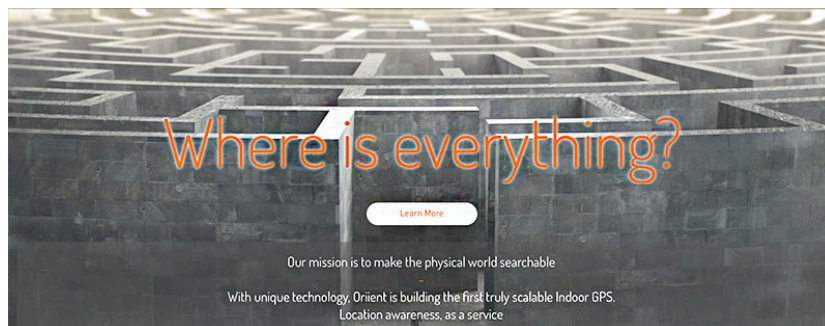 Where is everything?
Learn More
Our mission is to make the physical world searchable
With unique technology, Oriient is building the first truly scalable Indoor GPS.
Location awareness, as a service